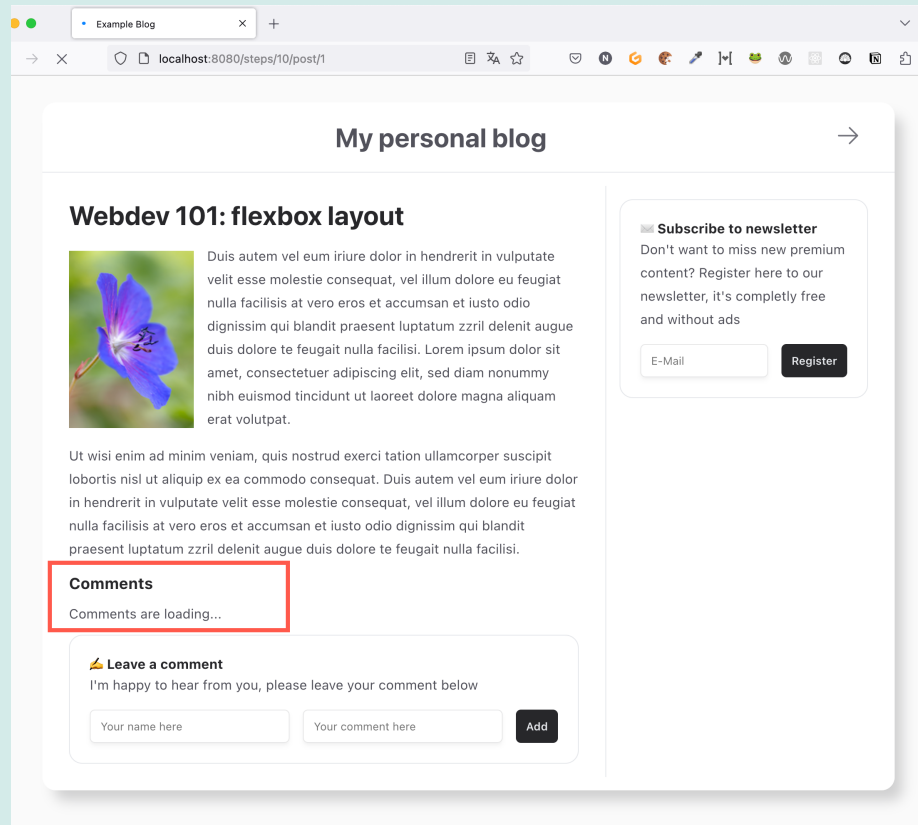 Example Blog
localhost:8080/steps/10/post/1
My personal blog
Webdev 101: flexbox layout
Duis autem vel eum iriure dolor in hendrerit in vulputate
velit esse molestie consequat, vel illum dolore eu feugiat
nulla facilisis at vero eros et accumsan et iusto odio
dignissim qui blandit praesent luptatum zzril delenit augue
duis dolore te feugait nulla facilisi. Lorem ipsum dolor sit
amet, consectetuer adipiscing elit, sed diam nonummy
nibh euismod tincidunt ut laoreet dolore magna aliquam
erat volutpat.
Ut wisi enim ad minim veniam, quis nostrud exerci tation ullamcorper suscipit
lobortis nisl ut aliquip ex ea commodo consequat. Duis autem vel eum iriure dolor
in hendrerit in vulputate velit esse molestie consequat, vel illum dolore eu feugiat
nulla facilisis at vero eros et accumsan et iusto odio dignissim qui blandit
praesent luptatum zzril delenit augue duis dolore te feugait nulla facilisi.
Comments
Comments are loading...
✍️ Leave a comment
I'm happy to hear from you, please leave your comment below
Your name here
Your comment here
Add
✉️ Subscribe to newsletter
Don't want to miss new premium
content? Register here to our
newsletter, it's completly free
and without ads
E-Mail
Register